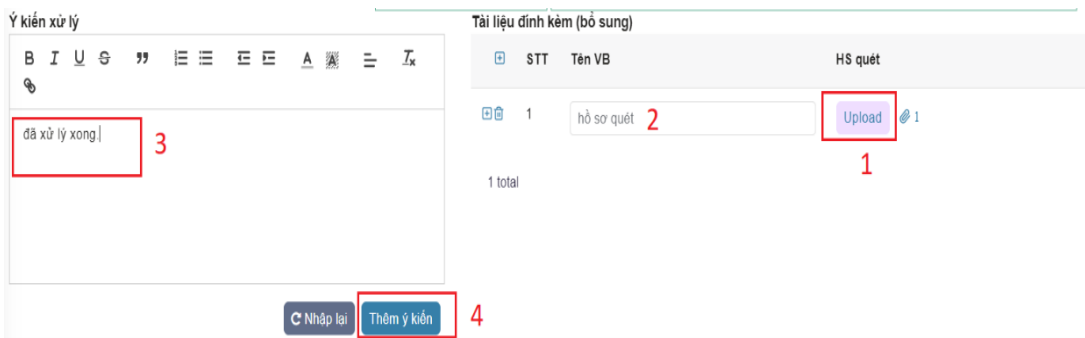 Ý kiến xử lý
B I U S ” A A Tx
đã xử lý xong.
3
Nhập lại
Thêm ý kiến
4
Tài liệu đính kèm (bổ sung)
STT Tên VB HS quét
1 hồ sơ quét 2 Upload 1
1
1 total